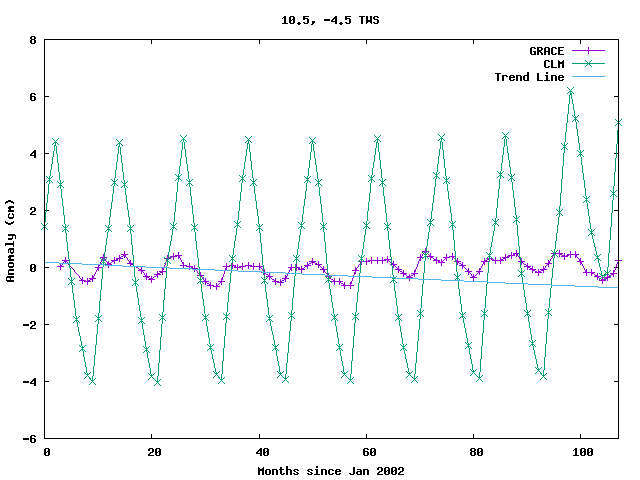 10.5, -4.5 TWS
GRACE
CLM
Trend Line
8
6
4
2
0
-2
-4
-6
Anomaly (cm)
0 20 40 60 80 100
Months since Jan 2002